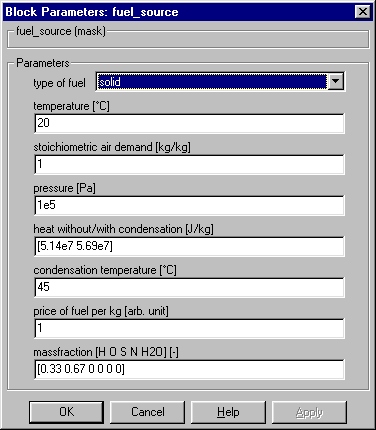 Block Parameters: fuel_source
fuel_source (mask)
Parameters
type of fuel solid
temperature [°C]
20
stoichiometric air demand [kg/kg]
1
pressure [Pa]
1e5
heat without/with condensation [J/kg]
[5.14e7 5.69e7]
condensation temperature [°C]
45
price of fuel per kg [arb. unit]
1
massfraction [H O S N H2O] [-]
[0.33 0.67 0 0 0 0]
OK Cancel Help Apply